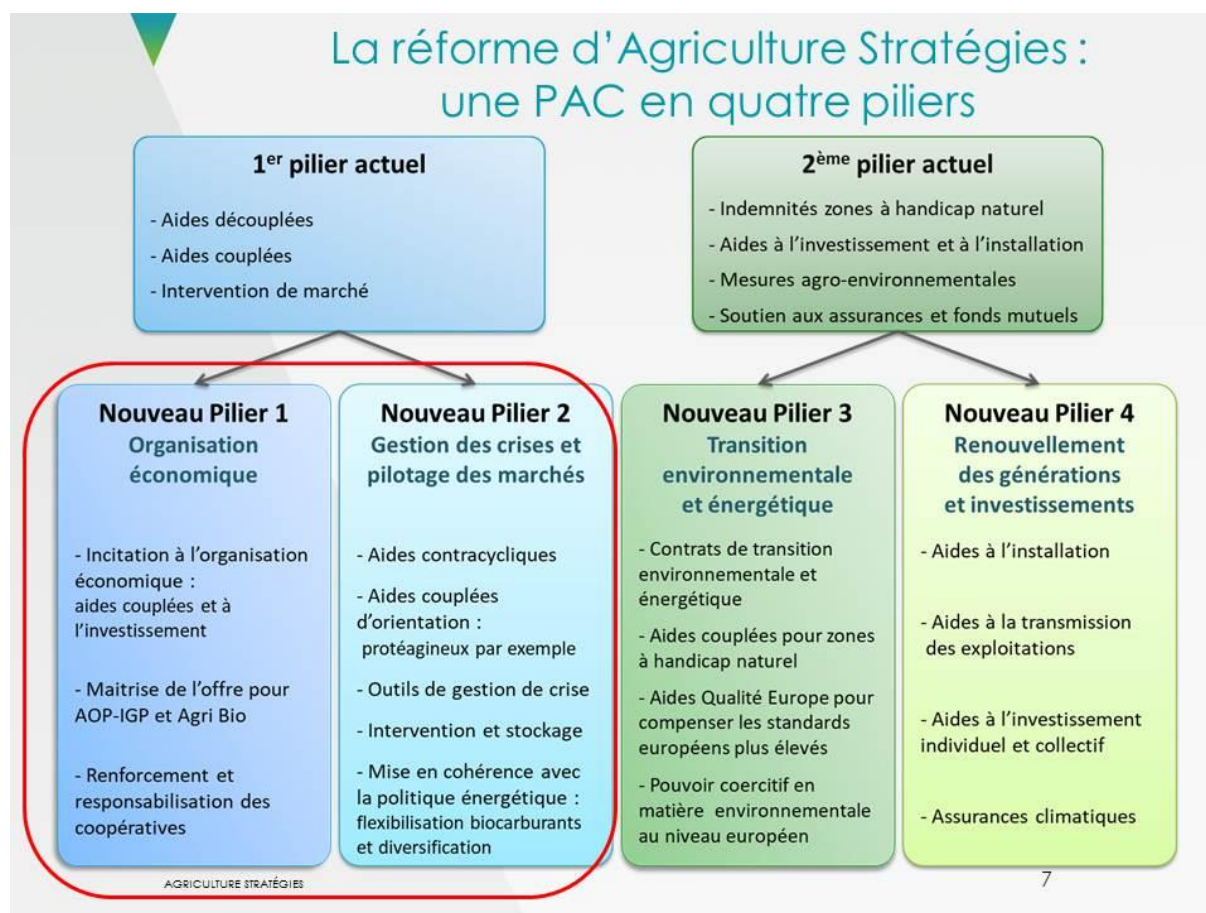 La réforme d’Agriculture Stratégies :
une PAC en quatre piliers
1er pilier actuel
- Aides découplées
- Aides couplées
- Intervention de marché
2ème pilier actuel
- Indemnités zones à handicap naturel
- Aides à l’investissement et à l’installation
- Mesures agro-environnementales
- Soutien aux assurances et fonds mutuels
Nouveau Pilier 1
Organisation
économique
- Incitation à l’organisation
économique :
aides couplées et à
l’investissement
- Maitrise de l’offre pour
AOP-IGP et Agri Bio
- Renforcement et
responsabilisation des
coopératives
Nouveau Pilier 2
Gestion des crises et
pilotage des marchés
- Aides contracycliques
- Aides couplées
d’orientation :
protéagineux par exemple
- Outils de gestion de crise
- Intervention et stockage
- Mise en cohérence avec
la politique énergétique :
flexibilisation biocarburants
et diversification
Nouveau Pilier 3
Transition
environnementale
et énergétique
- Contrats de transition
environnementale et
énergétique
- Aides couplées pour zones
à handicap naturel
- Aides Qualité Europe pour
compenser les standards
européens plus élevés
- Pouvoir coercitif en
matière environnementale
au niveau européen
Nouveau Pilier 4
Renouvellement
des générations
et investissements
- Aides à l’installation
- Aides à la transmission
des exploitations
- Aides à l’investissement
individuel et collectif
- Assurances climatiques
AGRICULTURE STRATÉGIES
7